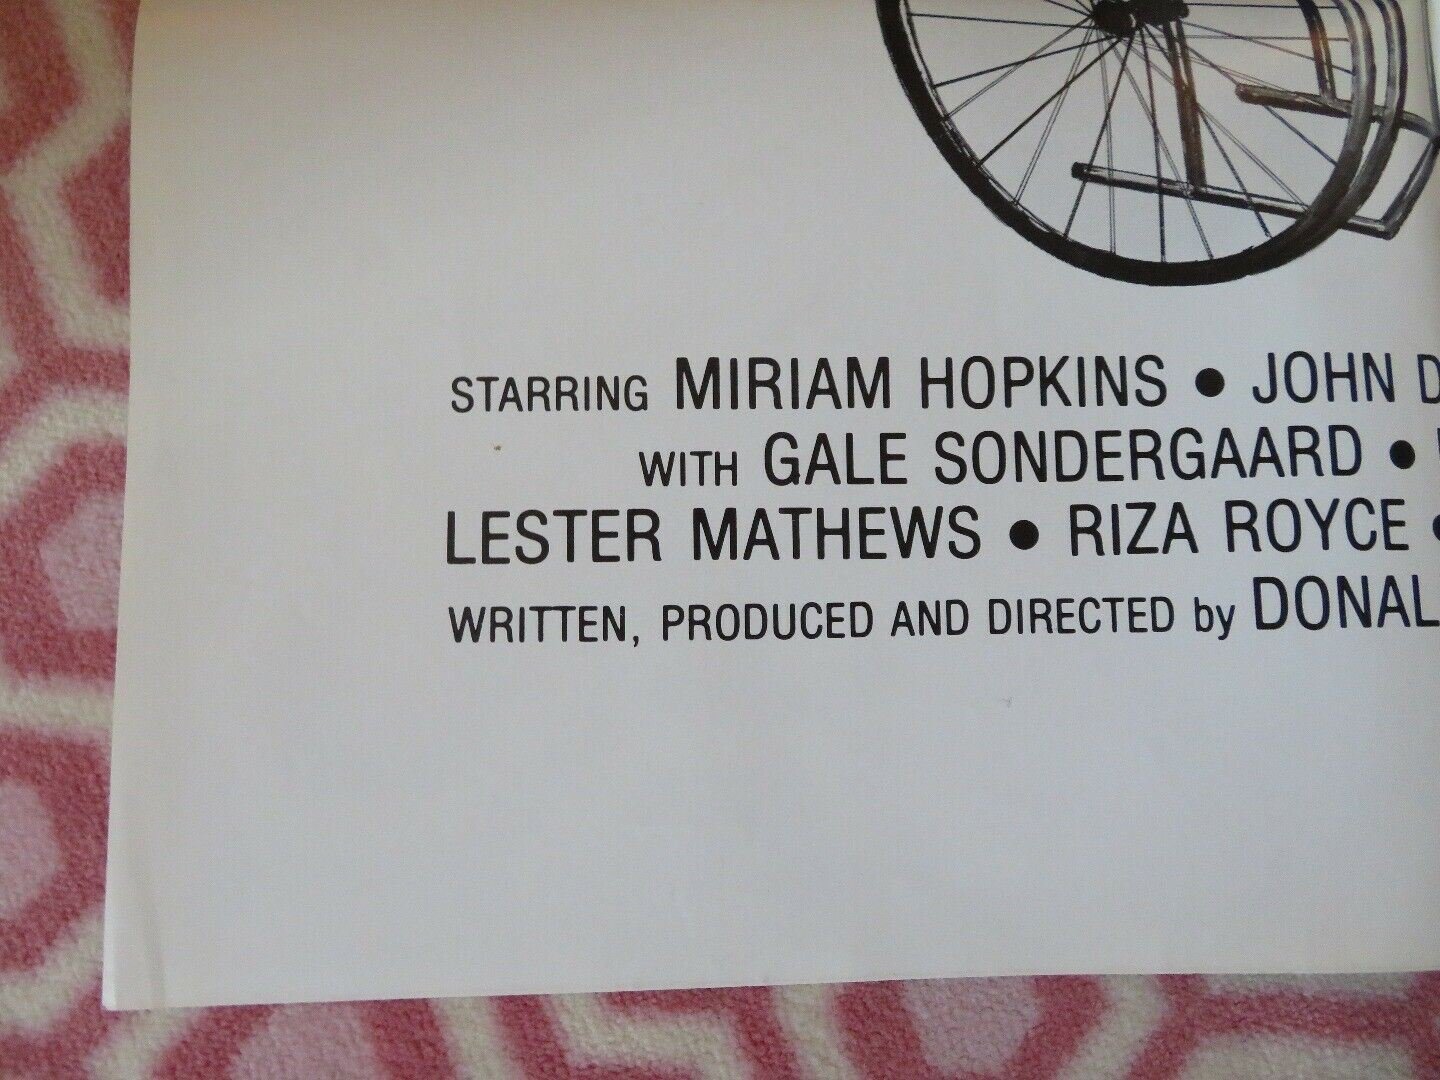 STARRING MIRIAM HOPKINS • JOHN
WITH GALE SONDERGAARD •
LESTER MATHEWS • RIZA ROYCE •
WRITTEN, PRODUCED AND DIRECTED by